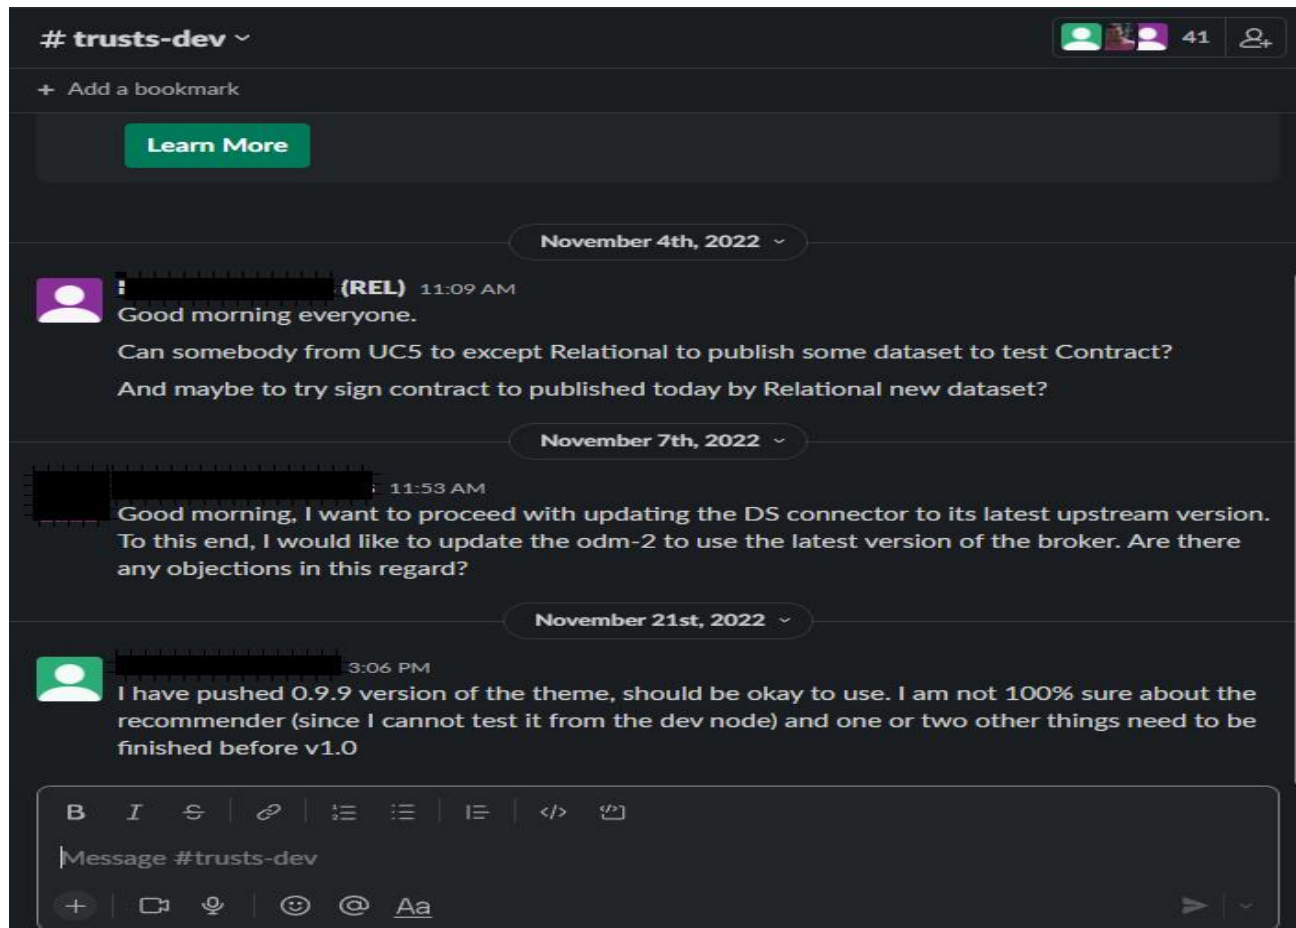 # trusts-dev
41
+ Add a bookmark
Learn More
November 4th, 2022
(REL) 11:09 AM
Good morning everyone.
Can somebody from UC5 to except Relational to publish some dataset to test Contract?
And maybe to try sign contract to published today by Relational new dataset?
November 7th, 2022
11:53 AM
Good morning, I want to proceed with updating the DS connector to its latest upstream version.
To this end, I would like to update the odm-2 to use the latest version of the broker. Are there
any objections in this regard?
November 21st, 2022
3:06 PM
I have pushed 0.9.9 version of the theme, should be okay to use. I am not 100% sure about the
recommender (since I cannot test it from the dev node) and one or two other things need to be
finished before v1.0
B I S </>
Message #trusts-dev
+ @ Aa